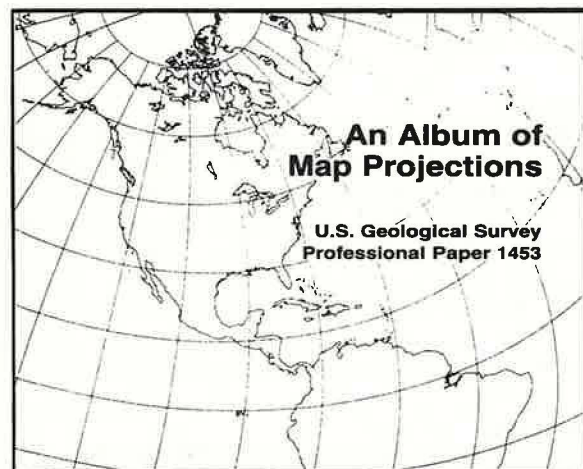 An Album of
Map Projections
U.S. Geological Survey
Professional Paper 1453